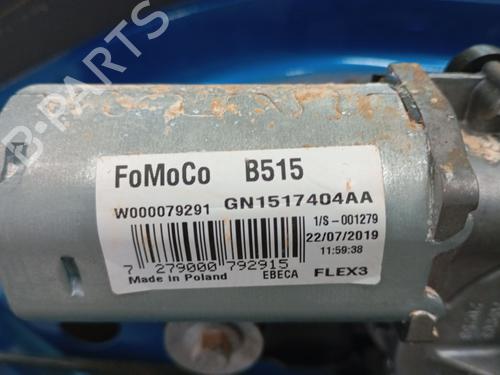 B-PARTS
FoMoCo B515
W000079291 GN1517404AA
1/S-001279
22/07/2019
11:59:38
7 279000 792915
Made in Poland EBECA FLEX3